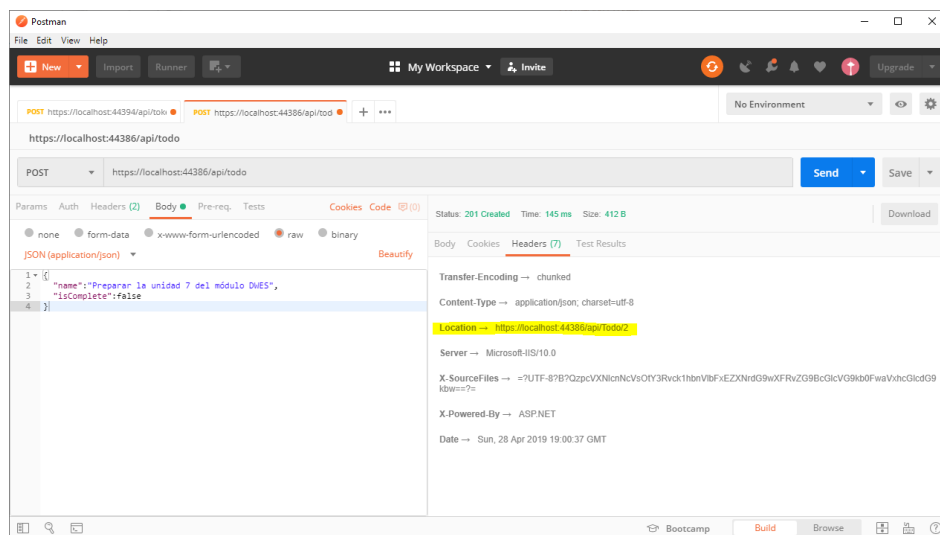 Postman
File Edit View Help
New Import Runner My Workspace Invite Upgrade
POST https://localhost:44394/api/tok POST https://localhost:44386/api/tod No Environment
https://localhost:44386/api/todo
POST https://localhost:44386/api/todo Send Save
Params Auth Headers (2) Body Pre-req. Tests Cookies Code (0)
Status: 201 Created Time: 145 ms Size: 412 B Download
none form-data x-www-form-urlencoded raw binary
Body Cookies Headers (7) Test Results
JSON (application/json) Beautify
1 {
2 "name":"Preparar la unidad 7 del módulo DWES",
3 "isComplete":false
4 }
Transfer-Encoding → chunked
Content-Type → application/json; charset=utf-8
Location → https://localhost:44386/api/Todo/2
Server → Microsoft-IIS/10.0
X-SourceFiles →
X-Powered-By → ASP.NET
Date → Sun, 28 Apr 2019 19:00:37 GMT
Bootcamp Build Browse